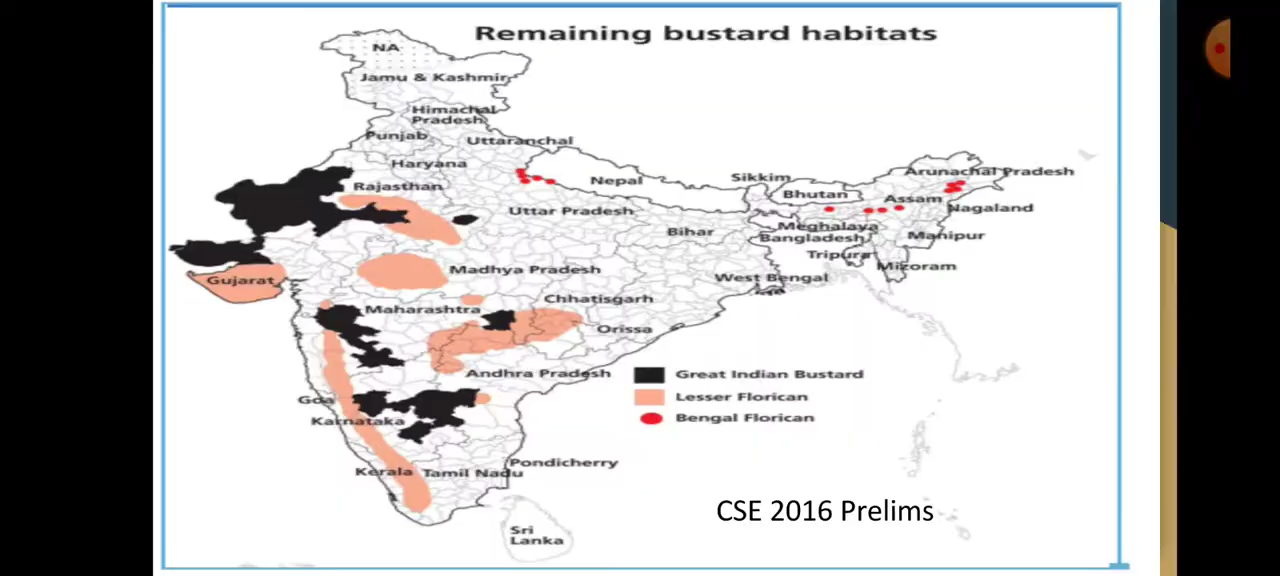 Remaining bustard habitats
NA
Jamu & Kashmir
Himachal
Pradesh
Punjab
Uttaranchal
Haryana
Rajasthan
Nepal
Sikkim
Arunachal Pradesh
Bhutan
Assam
Nagaland
Uttar Pradesh
Bihar
Meghalaya
Bangladesh
Manipur
Tripura
Mizoram
Gujarat
Madhya Pradesh
West Bengal
Maharashtra
Chhatisgarh
Orissa
Andhra Pradesh
Great Indian Bustard
Lesser Florican
Bengal Florican
Goa
Karnataka
Kerala
Tamil Nadu
Pondicherry
CSE 2016 Prelims
Sri
Lanka